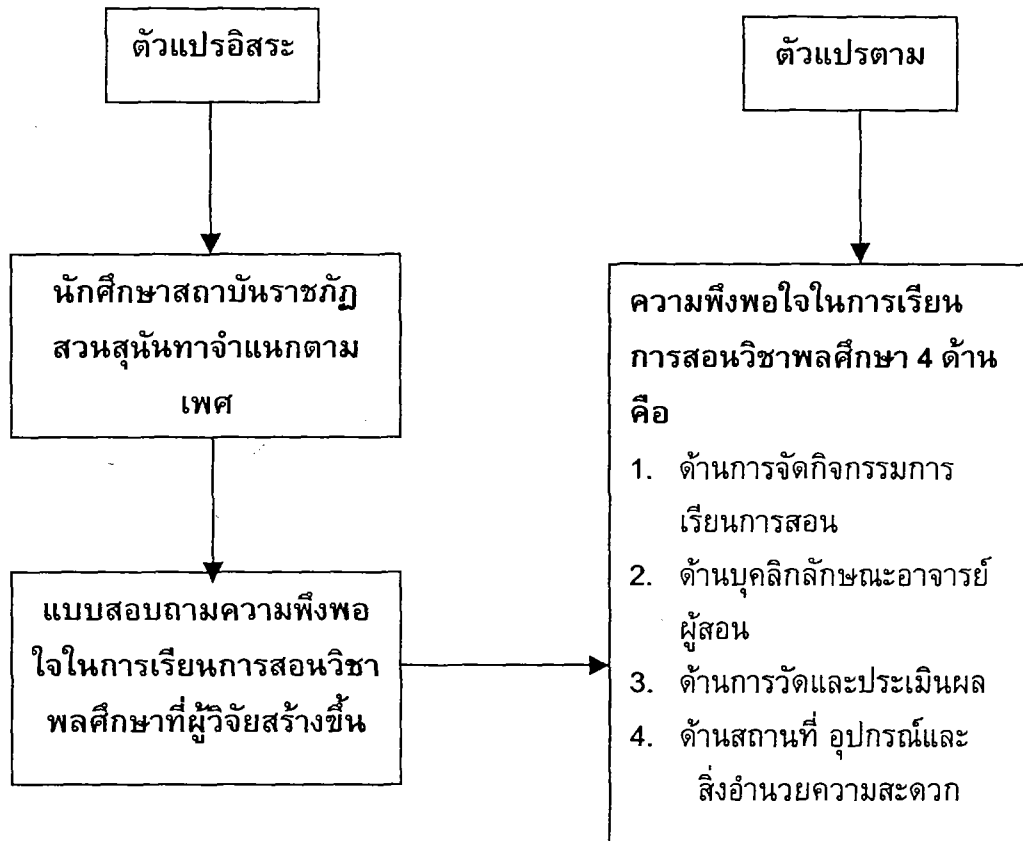 ตัวแปรอิสระ
นักศึกษาสถาบันราชภัฏ
สวนสุนันทาจำแนกตาม
เพศ
แบบสอบถามความพึงพอ
ใจในการเรียนการสอนวิชา
พลศึกษาที่ผู้วิจัยสร้างขึ้น
ตัวแปรตาม
ความพึงพอใจในการเรียน
การสอนวิชาพลศึกษา 4 ด้าน
คือ
1. ด้านการจัดกิจกรรมการ
เรียนการสอน
2. ด้านบุคลิกลักษณะอาจารย์
ผู้สอน
3. ด้านการวัดและประเมินผล
4. ด้านสถานที่ อุปกรณ์และ
สิ่งอำนวยความสะดวก